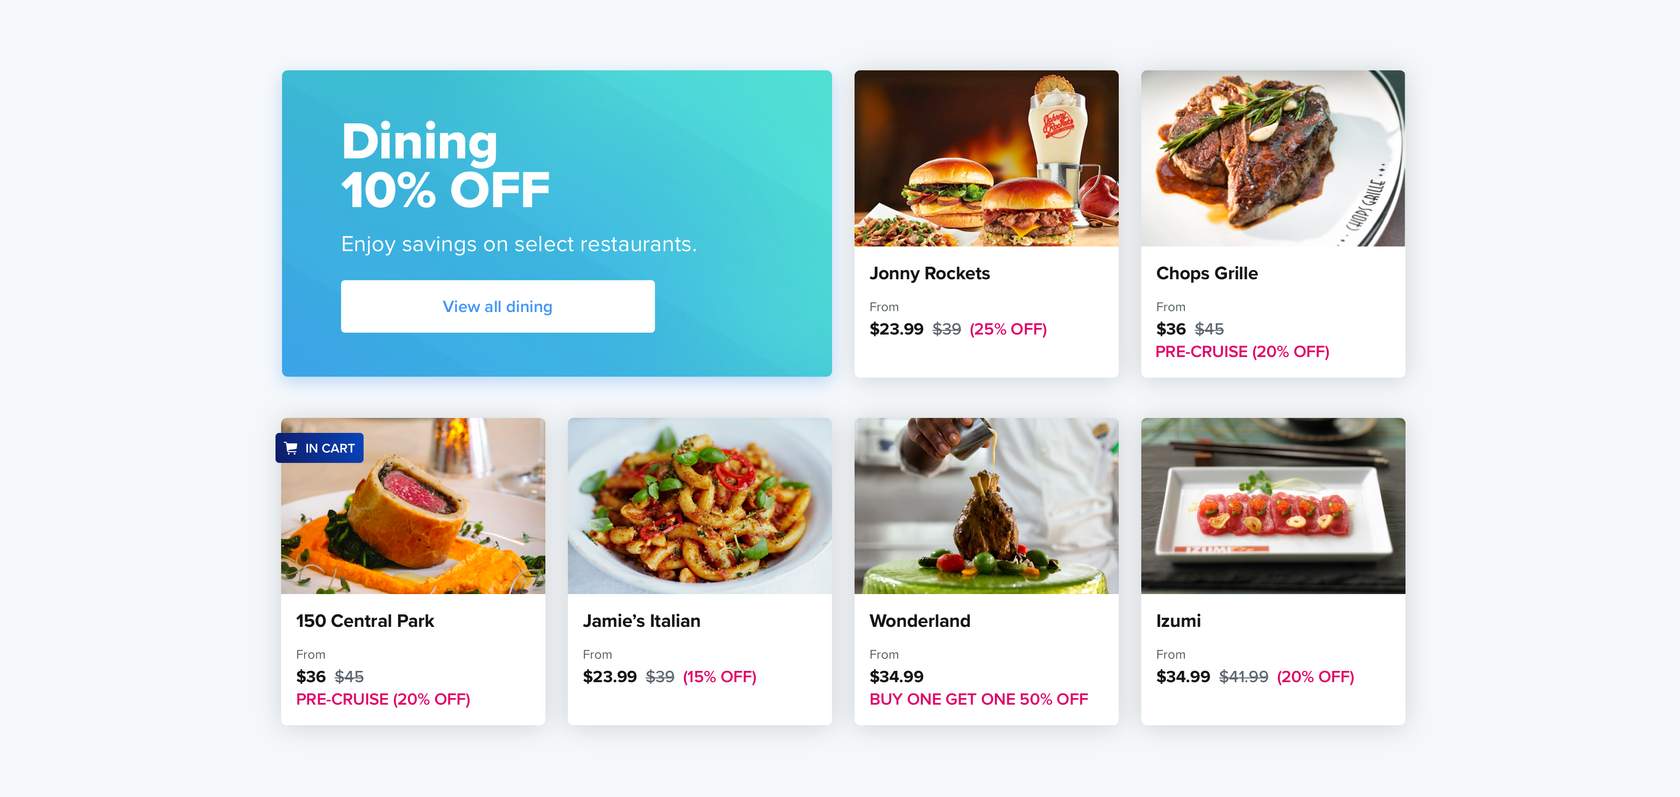 Dining
10% OFF
Enjoy savings on select restaurants.
View all dining
Johnny
Rockets
Jonny Rockets
From
$23.99 $39 (25% OFF)
CHOPS GRILLE
Chops Grille
From
$36 $45
PRE-CRUISE (20% OFF)
IN CART
150 Central Park
From
$36 $45
PRE-CRUISE (20% OFF)
Jamie’s Italian
From
$23.99 $39 (15% OFF)
Wonderland
From
$34.99
BUY ONE GET ONE 50% OFF
IZUMI
Izumi
From
$34.99 $41.99 (20% OFF)